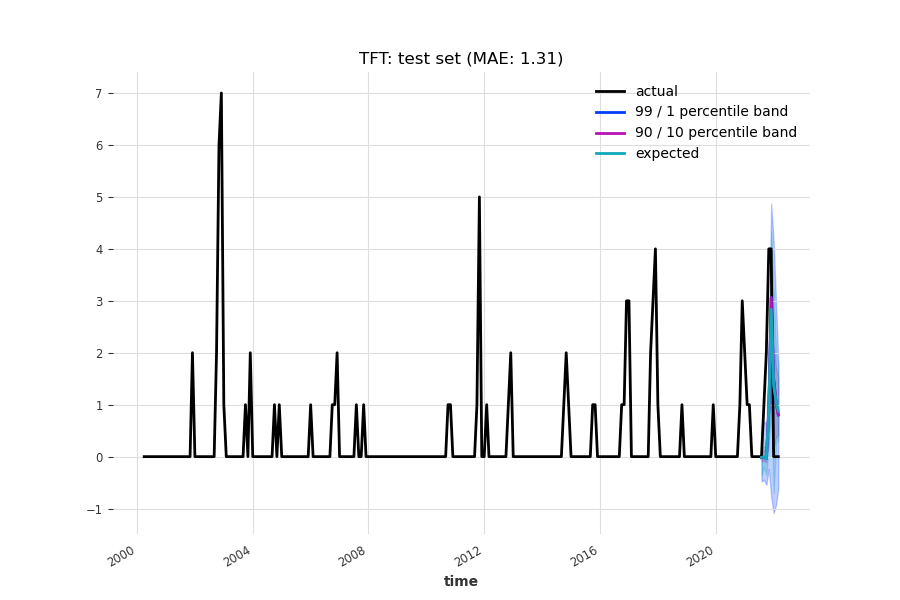 TFT: test set (MAE: 1.31)
actual
99 / 1 percentile band
90 / 10 percentile band
expected
7
6
5
4
3
2
1
0
−1
2000
2004
2008
2012
2016
2020
time